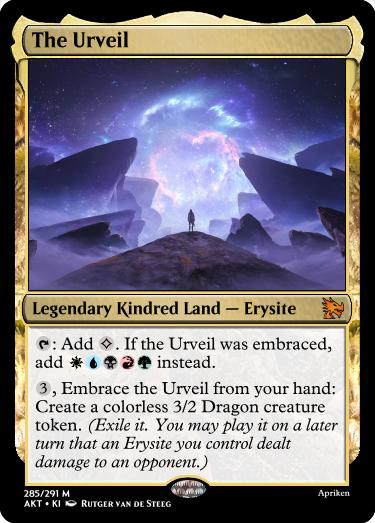 The Urveil
Legendary Kindred Land — Erysite
: Add . If the Urveil was embraced,
add instead.
3, Embrace the Urveil from your hand:
Create a colorless 3/2 Dragon creature
token. (Exile it. You may play it on a later
turn that an Erysite you control dealt
damage to an opponent.)
285/291 M
Apriken
AKT • KI Rutger van de Steeg